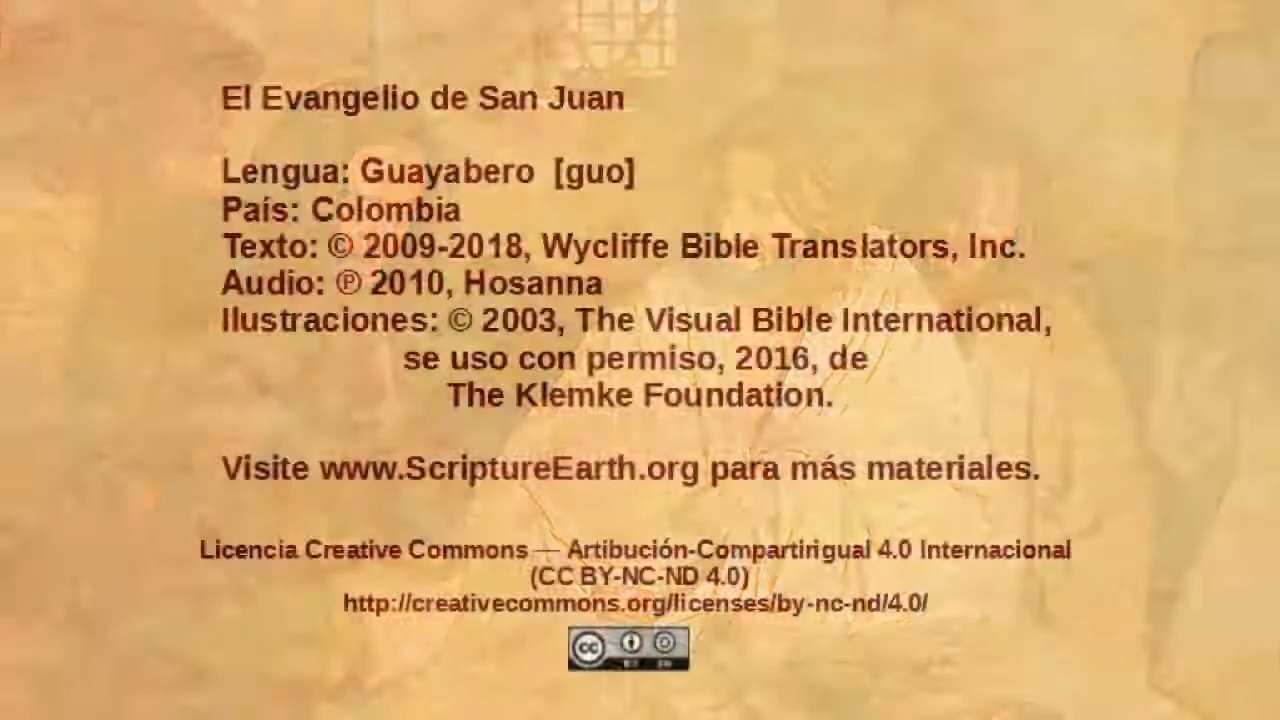 El Evangelio de San Juan
Lengua: Guayabero [guo]
País: Colombia
Texto: © 2009-2018, Wycliffe Bible Translators, Inc.
Audio: ℗ 2010, Hosanna
Ilustraciones: © 2003, The Visual Bible International,
se uso con permiso, 2016, de
The Klemke Foundation.
Visite www.ScriptureEarth.org para más materiales.
Licencia Creative Commons — Artibución-Compartirigual 4.0 Internacional
(CC BY-NC-ND 4.0)
http://creativecommons.org/licenses/by-nc-nd/4.0/
cc